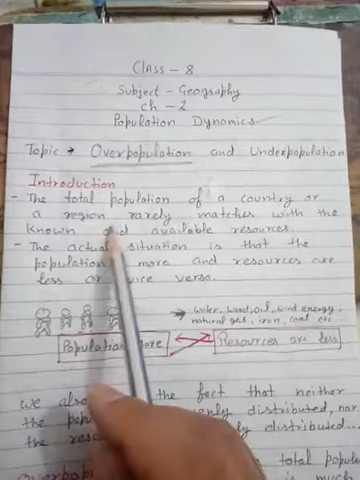 Class - 8
Subject - Geography
Ch - 2
Population Dynamics
Topic → Overpopulation and Underpopulation
Introduction
- The total population of a country or
a region rarely matches with the
known available resources.
- The actual situation is that the
population more and resources are
less or vice versa.
→ water, wood, oil, wind energy,
natural gas, iron, coal etc.
Population More
Resources are less
we also the fact that neither
the distributed, nor
the distributed...
total
is much